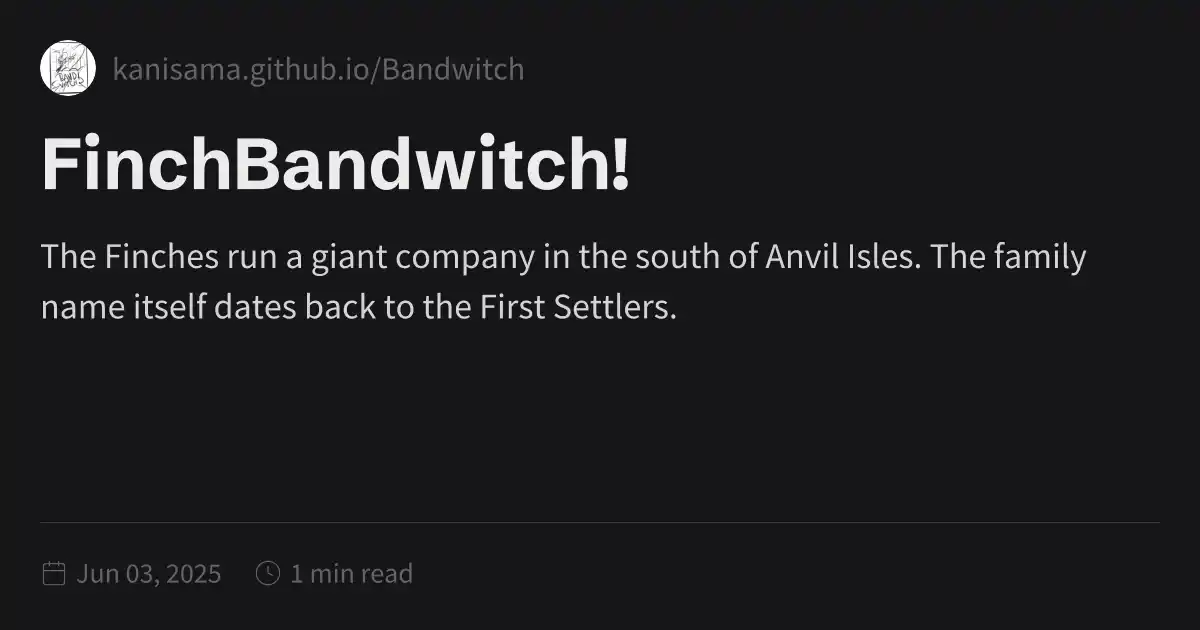 kanisama.github.io/Bandwitch
FinchBandwitch!
The Finches run a giant company in the south of Anvil Isles. The family
name itself dates back to the First Settlers.
Jun 03, 2025 1 min read